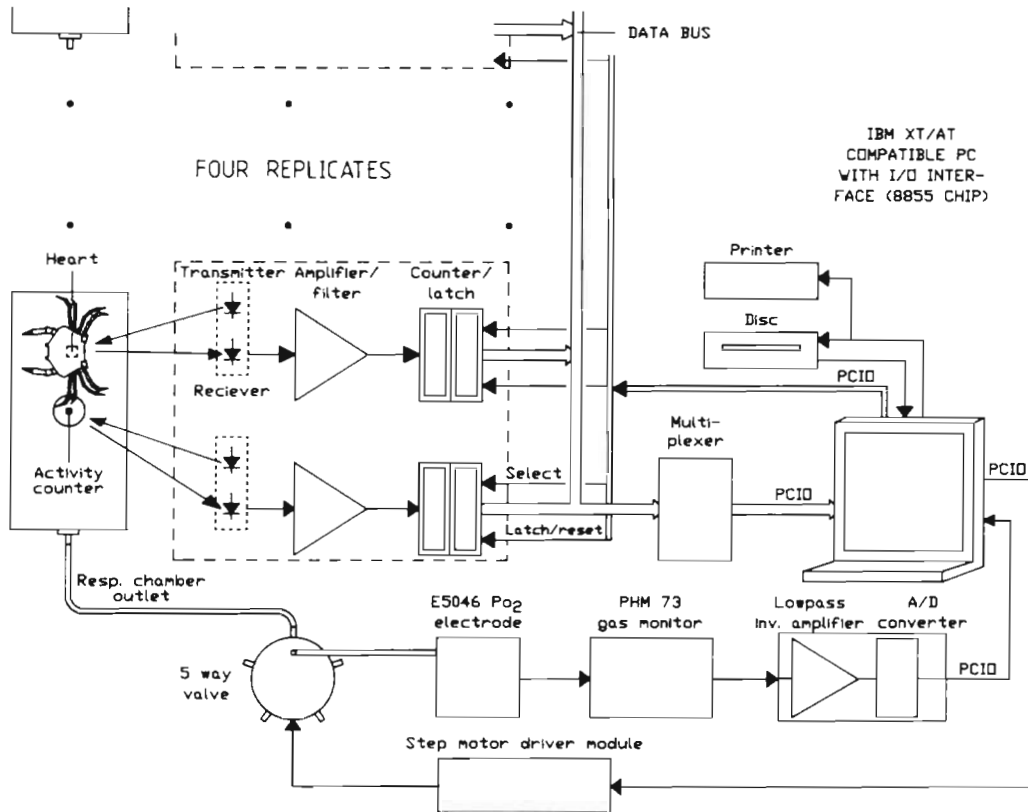 DATA BUS
IBM XT/AT
COMPATIBLE PC
WITH I/O INTER-
FACE (8855 CHIP)
FOUR REPLICATES
Heart
Transmitter
Amplifier/
filter
Counter/
latch
Printer
Disc
Reciever
PCIO
Multi-
plexer
Activity
counter
Select
PCIO
PCIO
Latch/reset
Resp. chamber
outlet
E5046 Po2
electrode
PHM 73
gas monitor
Lowpass
inv. amplifier
A/D
converter
5 way
valve
PCIO
Step motor driver module